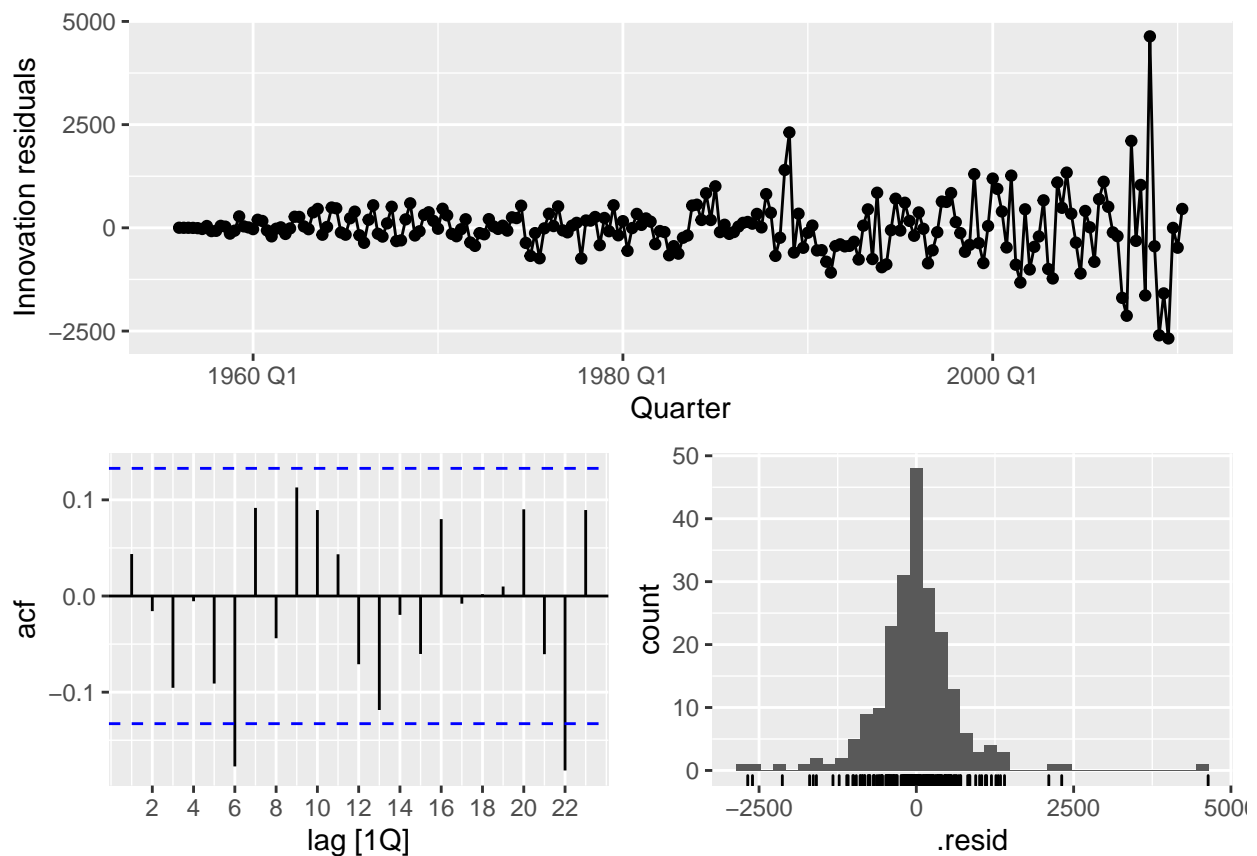 5000
2500
0
−2500
Innovation residuals
1960 Q1 1980 Q1 2000 Q1
Quarter
0.1
0.0
−0.1
acf
2 4 6 8 10 12 14 16 18 20 22
lag [1Q]
50
40
30
20
10
0
count
−2500 0 2500 5000
.resid